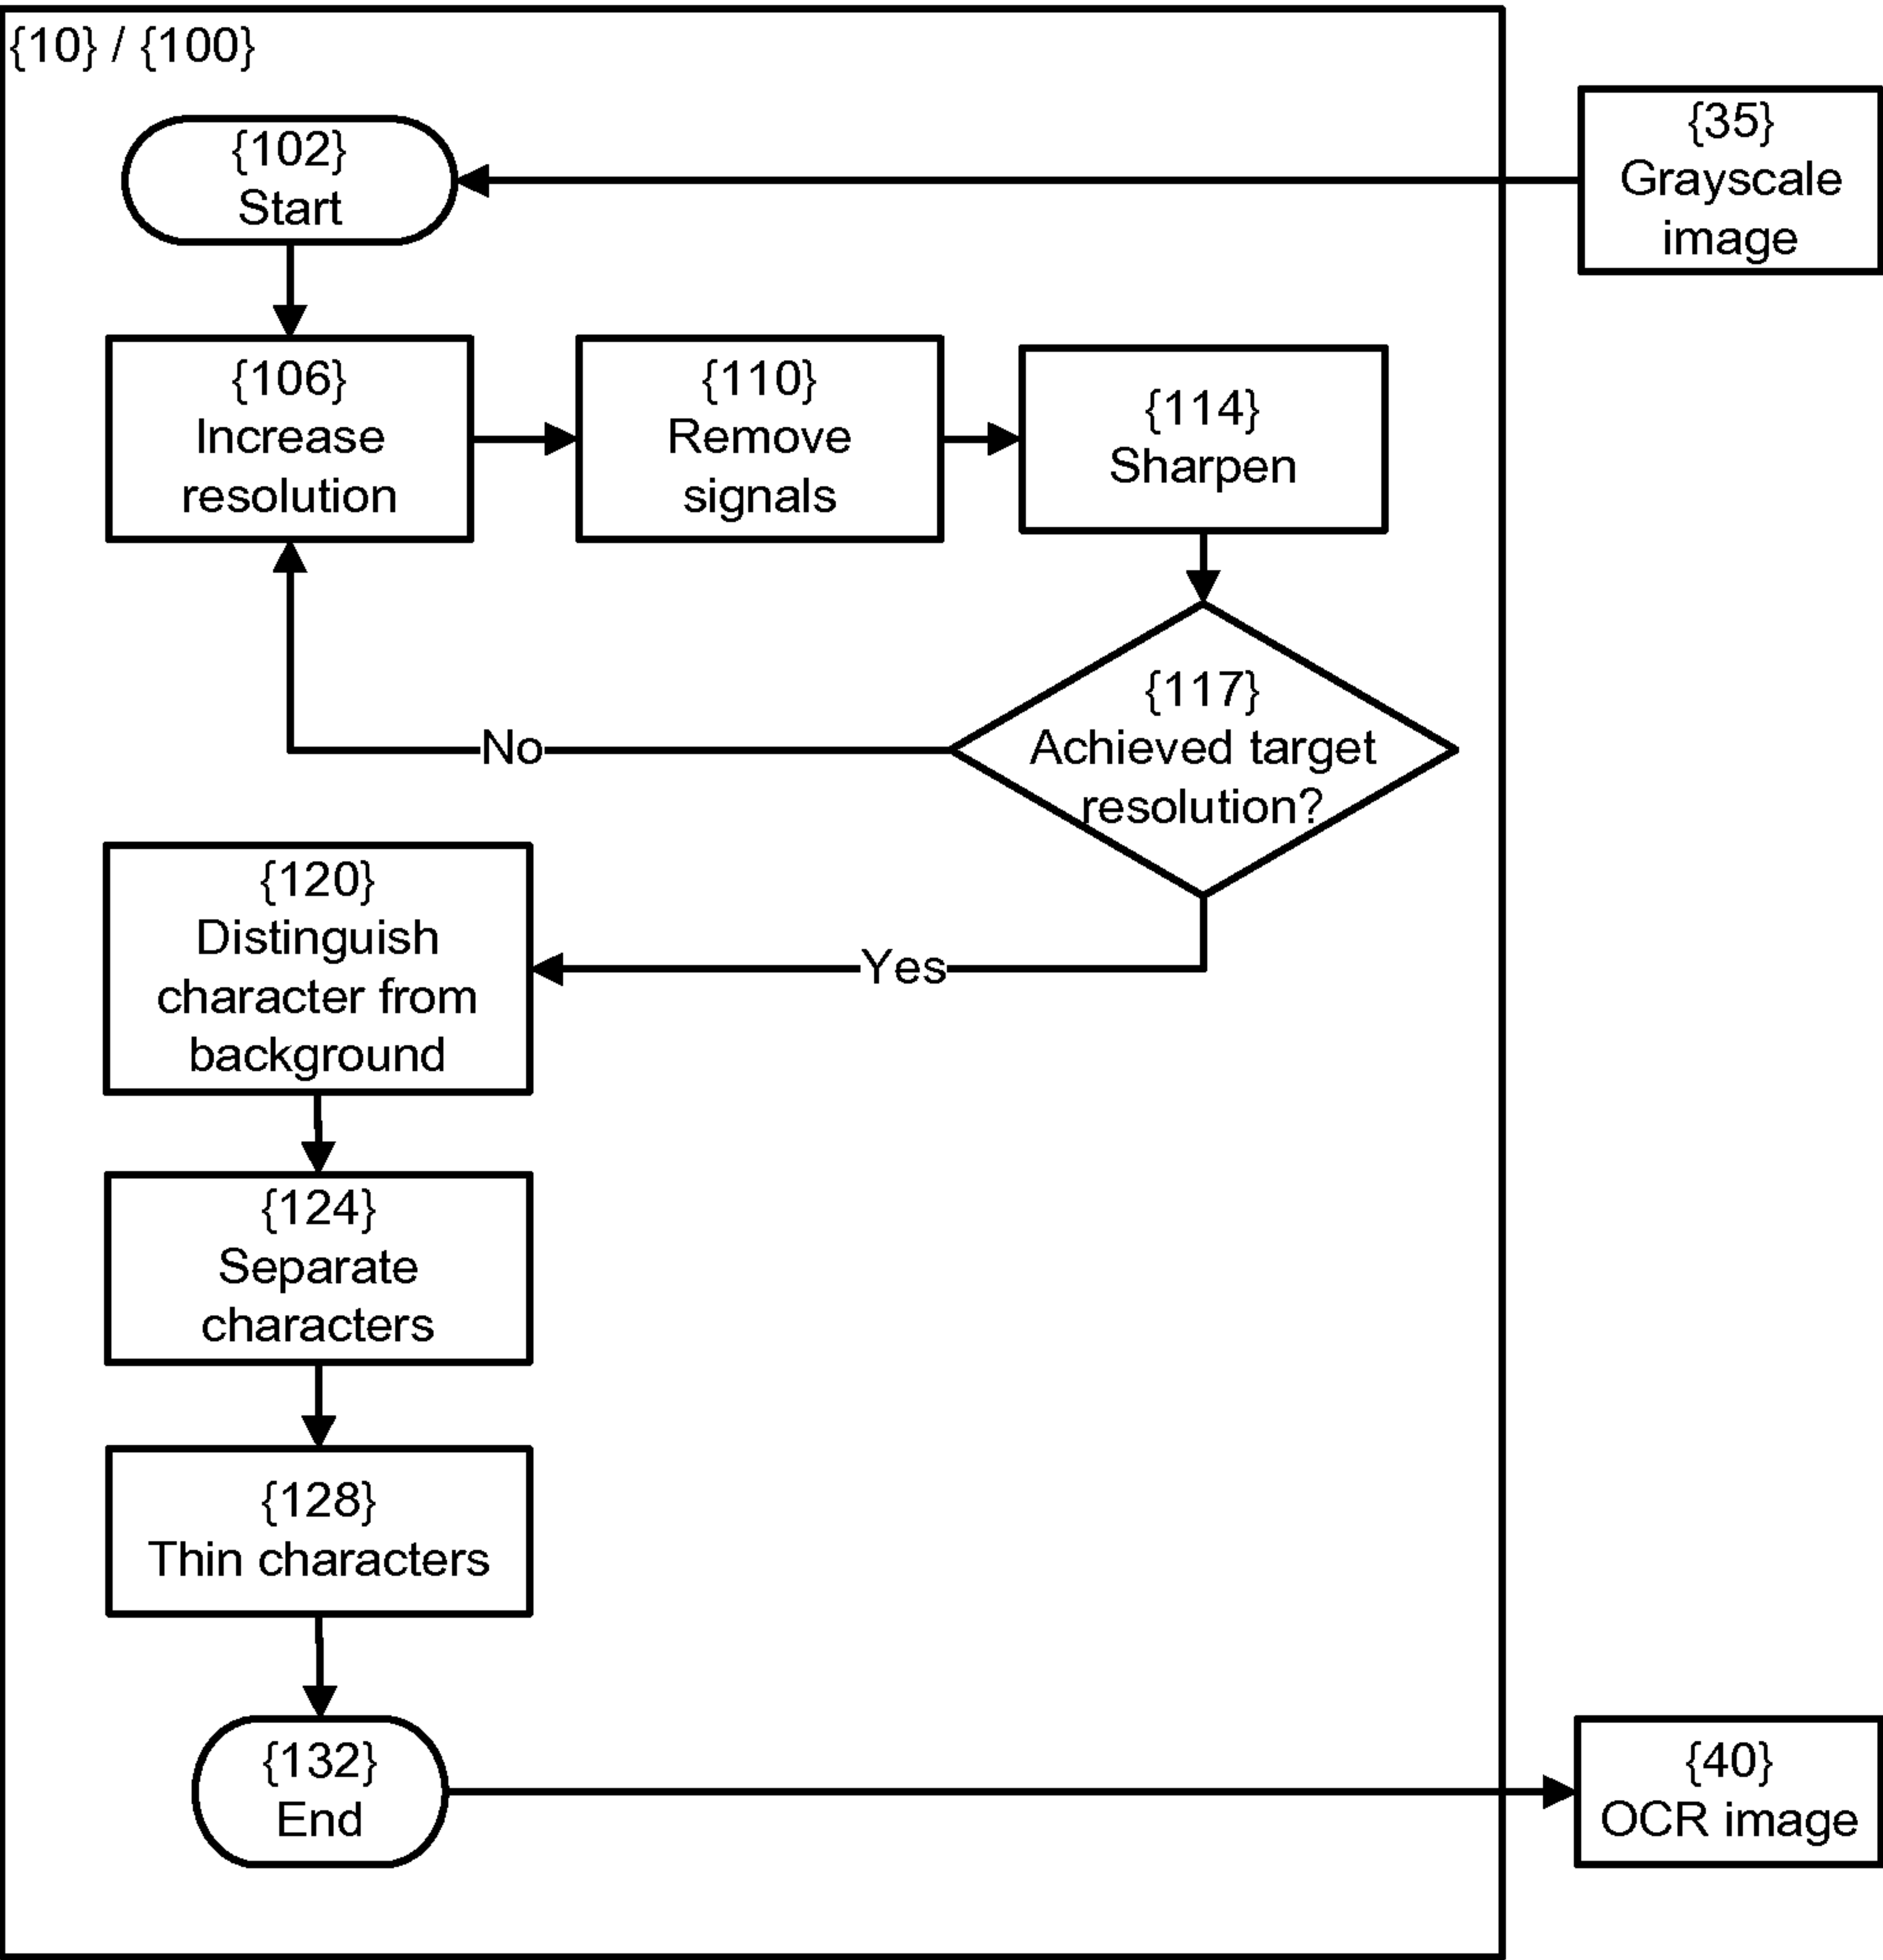 {10} / {100}
{102}
Start
{35}
Grayscale
image
{106}
Increase
resolution
{110}
Remove
signals
{114}
Sharpen
{117}
Achieved target
resolution?
No
Yes
{120}
Distinguish
character from
background
{124}
Separate
characters
{128}
Thin characters
{132}
End
{40}
OCR image